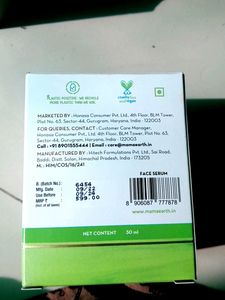 PLASTIC POSITIVE: WE RECYCLE
MORE PLASTIC THAN WE USE.
MARKETED BY : Honasa Consumer Pvt. Ltd., 4th Floor, BLM Tower,
Plot No. 63, Sector-44, Gurugram, Haryana, India - 122003
FOR QUERIES, CONTACT : Customer Care Manager,
Honasa Consumer Pvt. Ltd., 4th Floor, BLM Tower, Plot No. 63,
Sector-44, Gurugram, Haryana, India - 122003
Call : +91 8901555444 | Email - care@mamaearth.in
MANUFACTURED BY : Hitech Formulations Pvt. Ltd., Sai Road,
Baddi, Distt. Solan, Himachal Pradesh, India - 173205
M.: HIM/COS/16/241
FACE SERUM
B. (Batch No.) : 6454
Mfg. Date : 09/22
Use Before : 09/24
MRP ₹ 599.00
(Incl. of all taxes)
8 906087 777878
www.mamaearth.in
NET CONTENT 30 ml